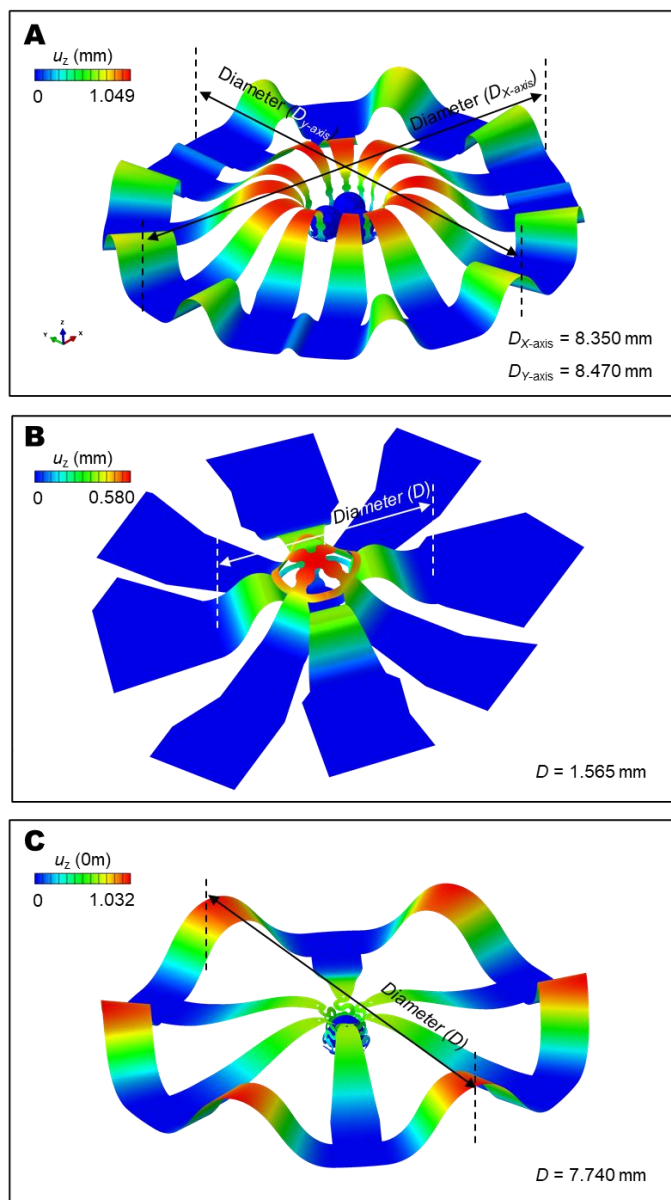 A
u_z (mm)
0 1.049
Diameter (D_y-axis)
Diameter (D_X-axis)
Z
Y X
D_X-axis = 8.350 mm
D_Y-axis = 8.470 mm
B
u_z (mm)
0 0.580
Diameter (D)
D = 1.565 mm
C
u_z (0m)
0 1.032
Diameter (D)
D = 7.740 mm